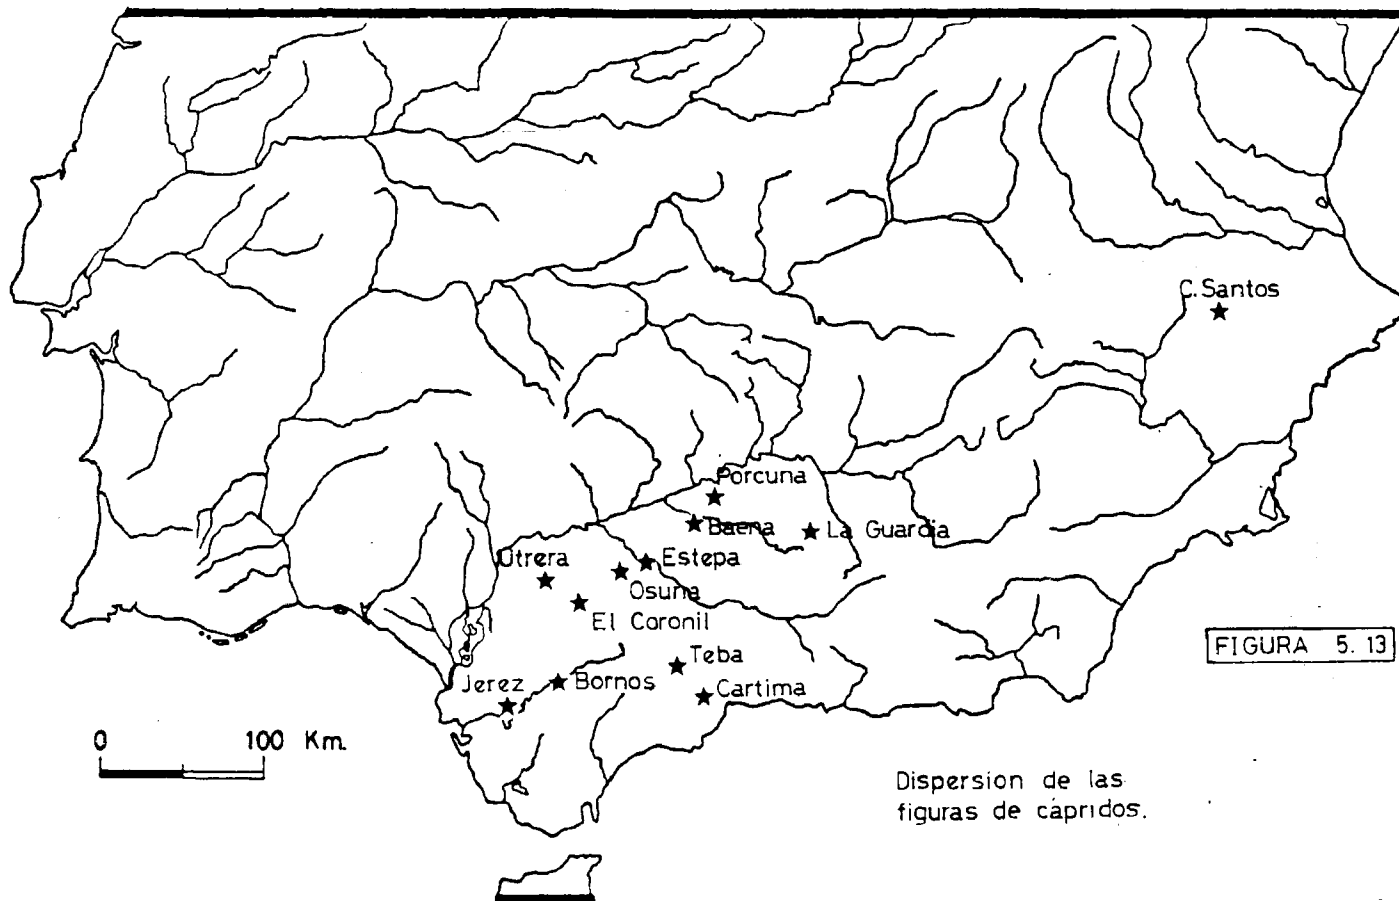 C. Santos
Porcuna
Baena
La Guardia
Utrera
Estepa
Osuna
El Coronil
Teba
Jerez
Bornos
Cartima
FIGURA 5. 13
0 100 Km.
Dispersion de las
figuras de cápridos.